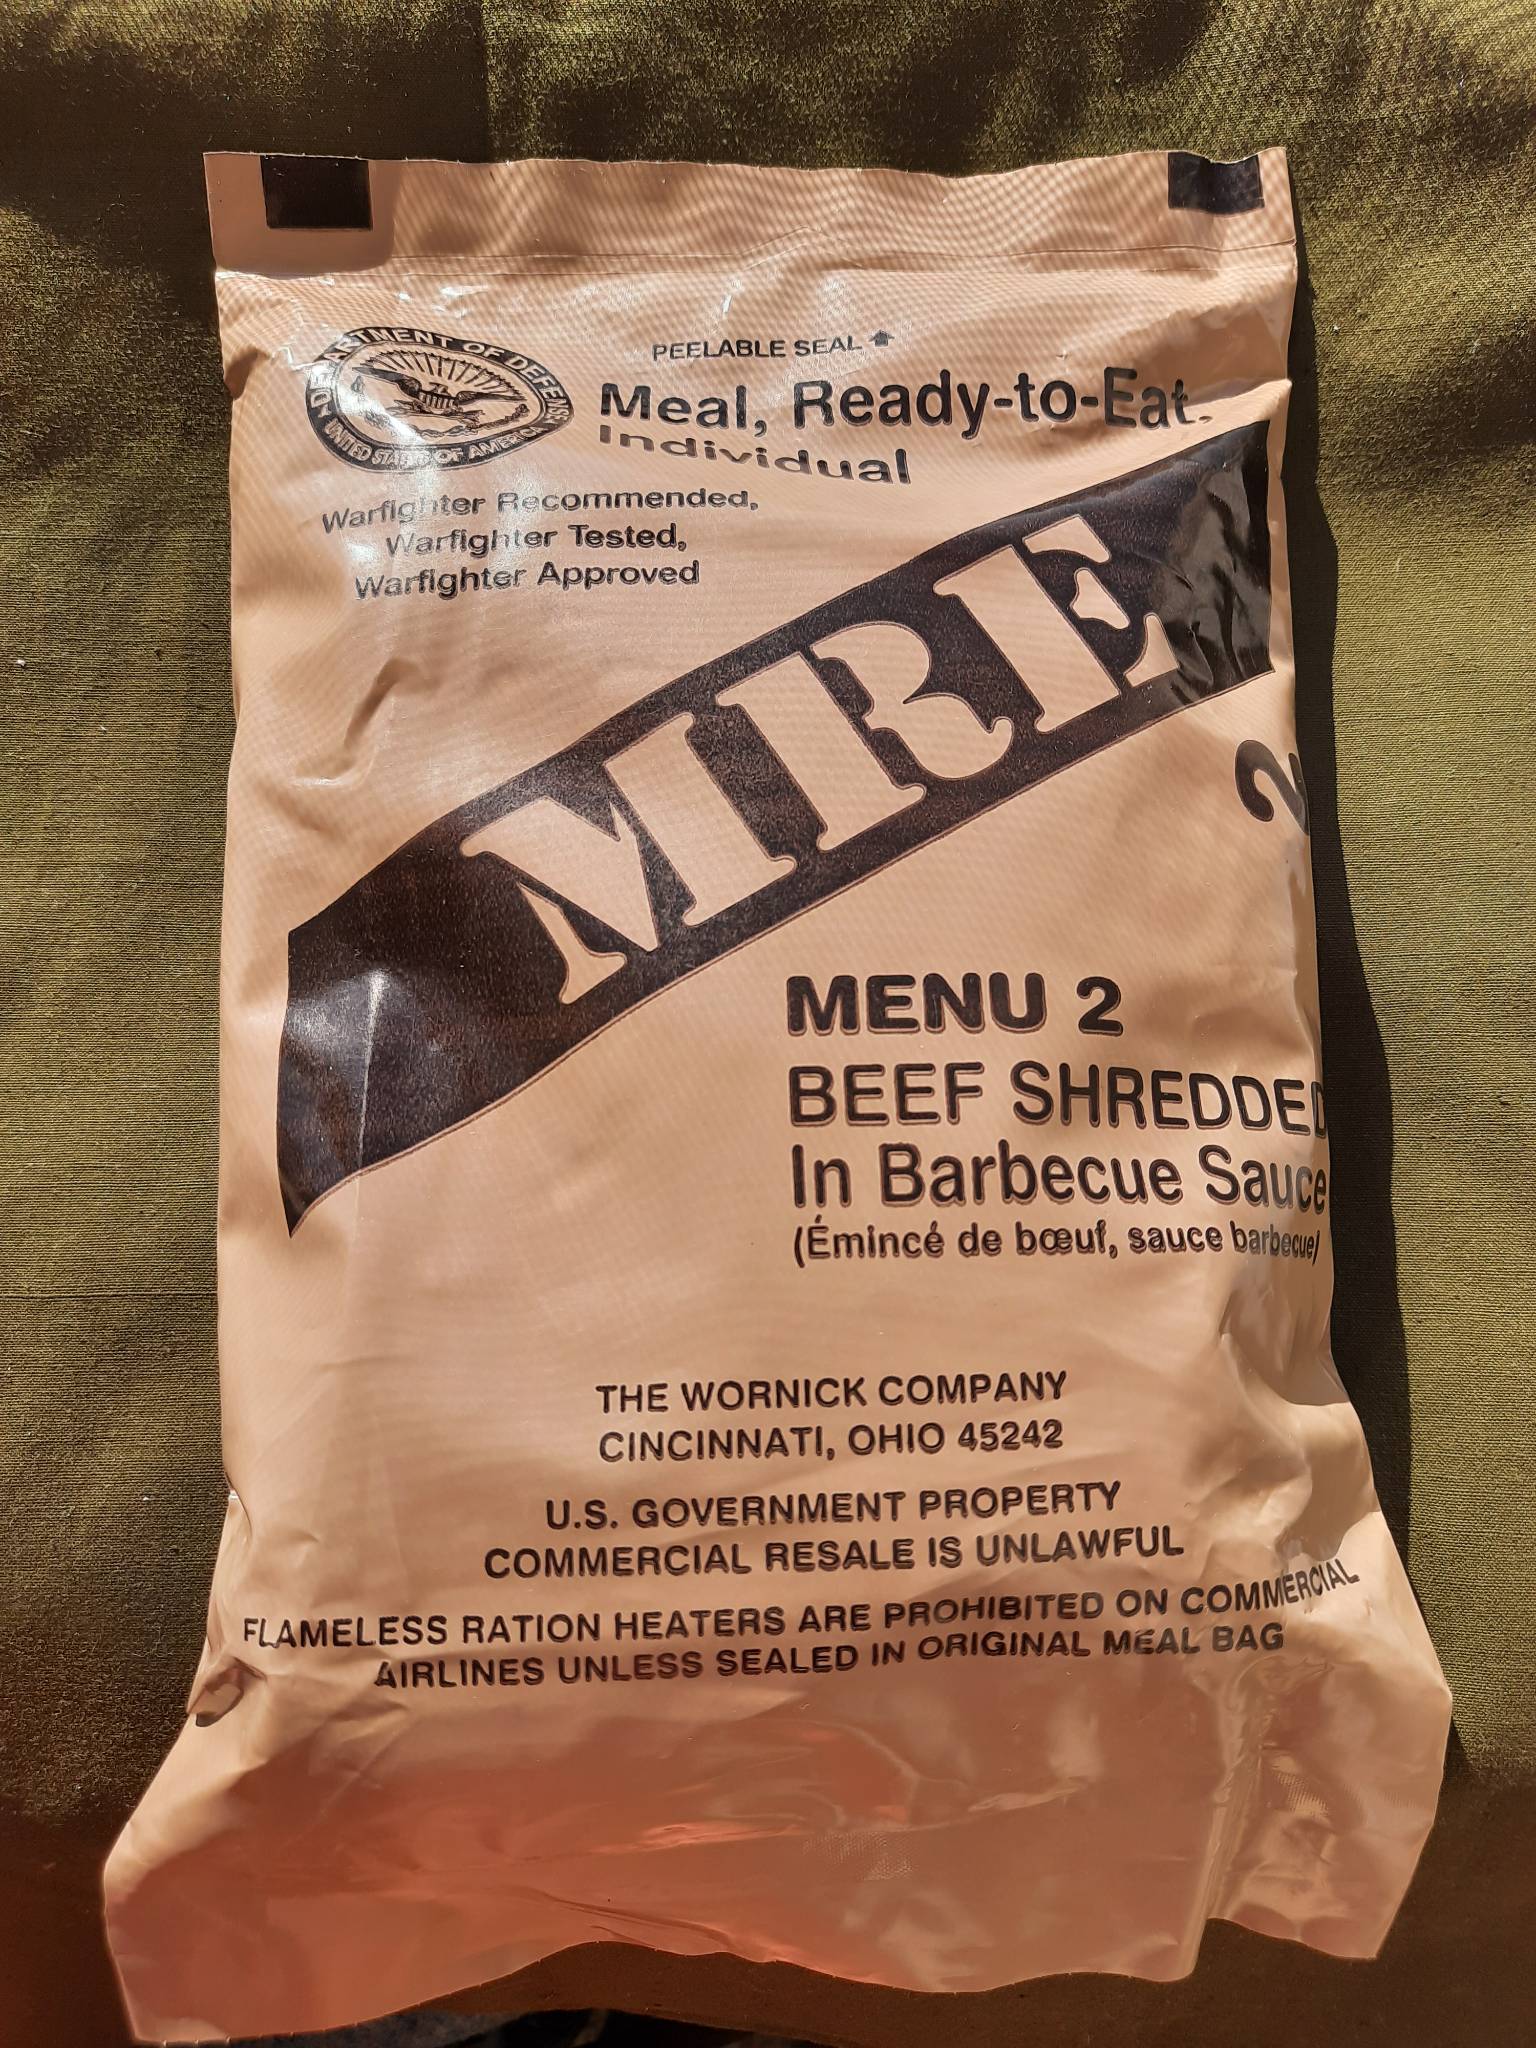 DEPARTMENT OF DEFENSE
UNITED STATES OF AMERICA
PEELABLE SEAL
Meal, Ready-to-Eat,
Individual
Warfighter Recommended,
Warfighter Tested,
Warfighter Approved
MRE
2
MENU 2
BEEF SHREDDED
In Barbecue Sauce
(Émincé de bœuf, sauce barbecue)
THE WORNICK COMPANY
CINCINNATI, OHIO 45242
U.S. GOVERNMENT PROPERTY
COMMERCIAL RESALE IS UNLAWFUL
FLAMELESS RATION HEATERS ARE PROHIBITED ON COMMERCIAL
AIRLINES UNLESS SEALED IN ORIGINAL MEAL BAG